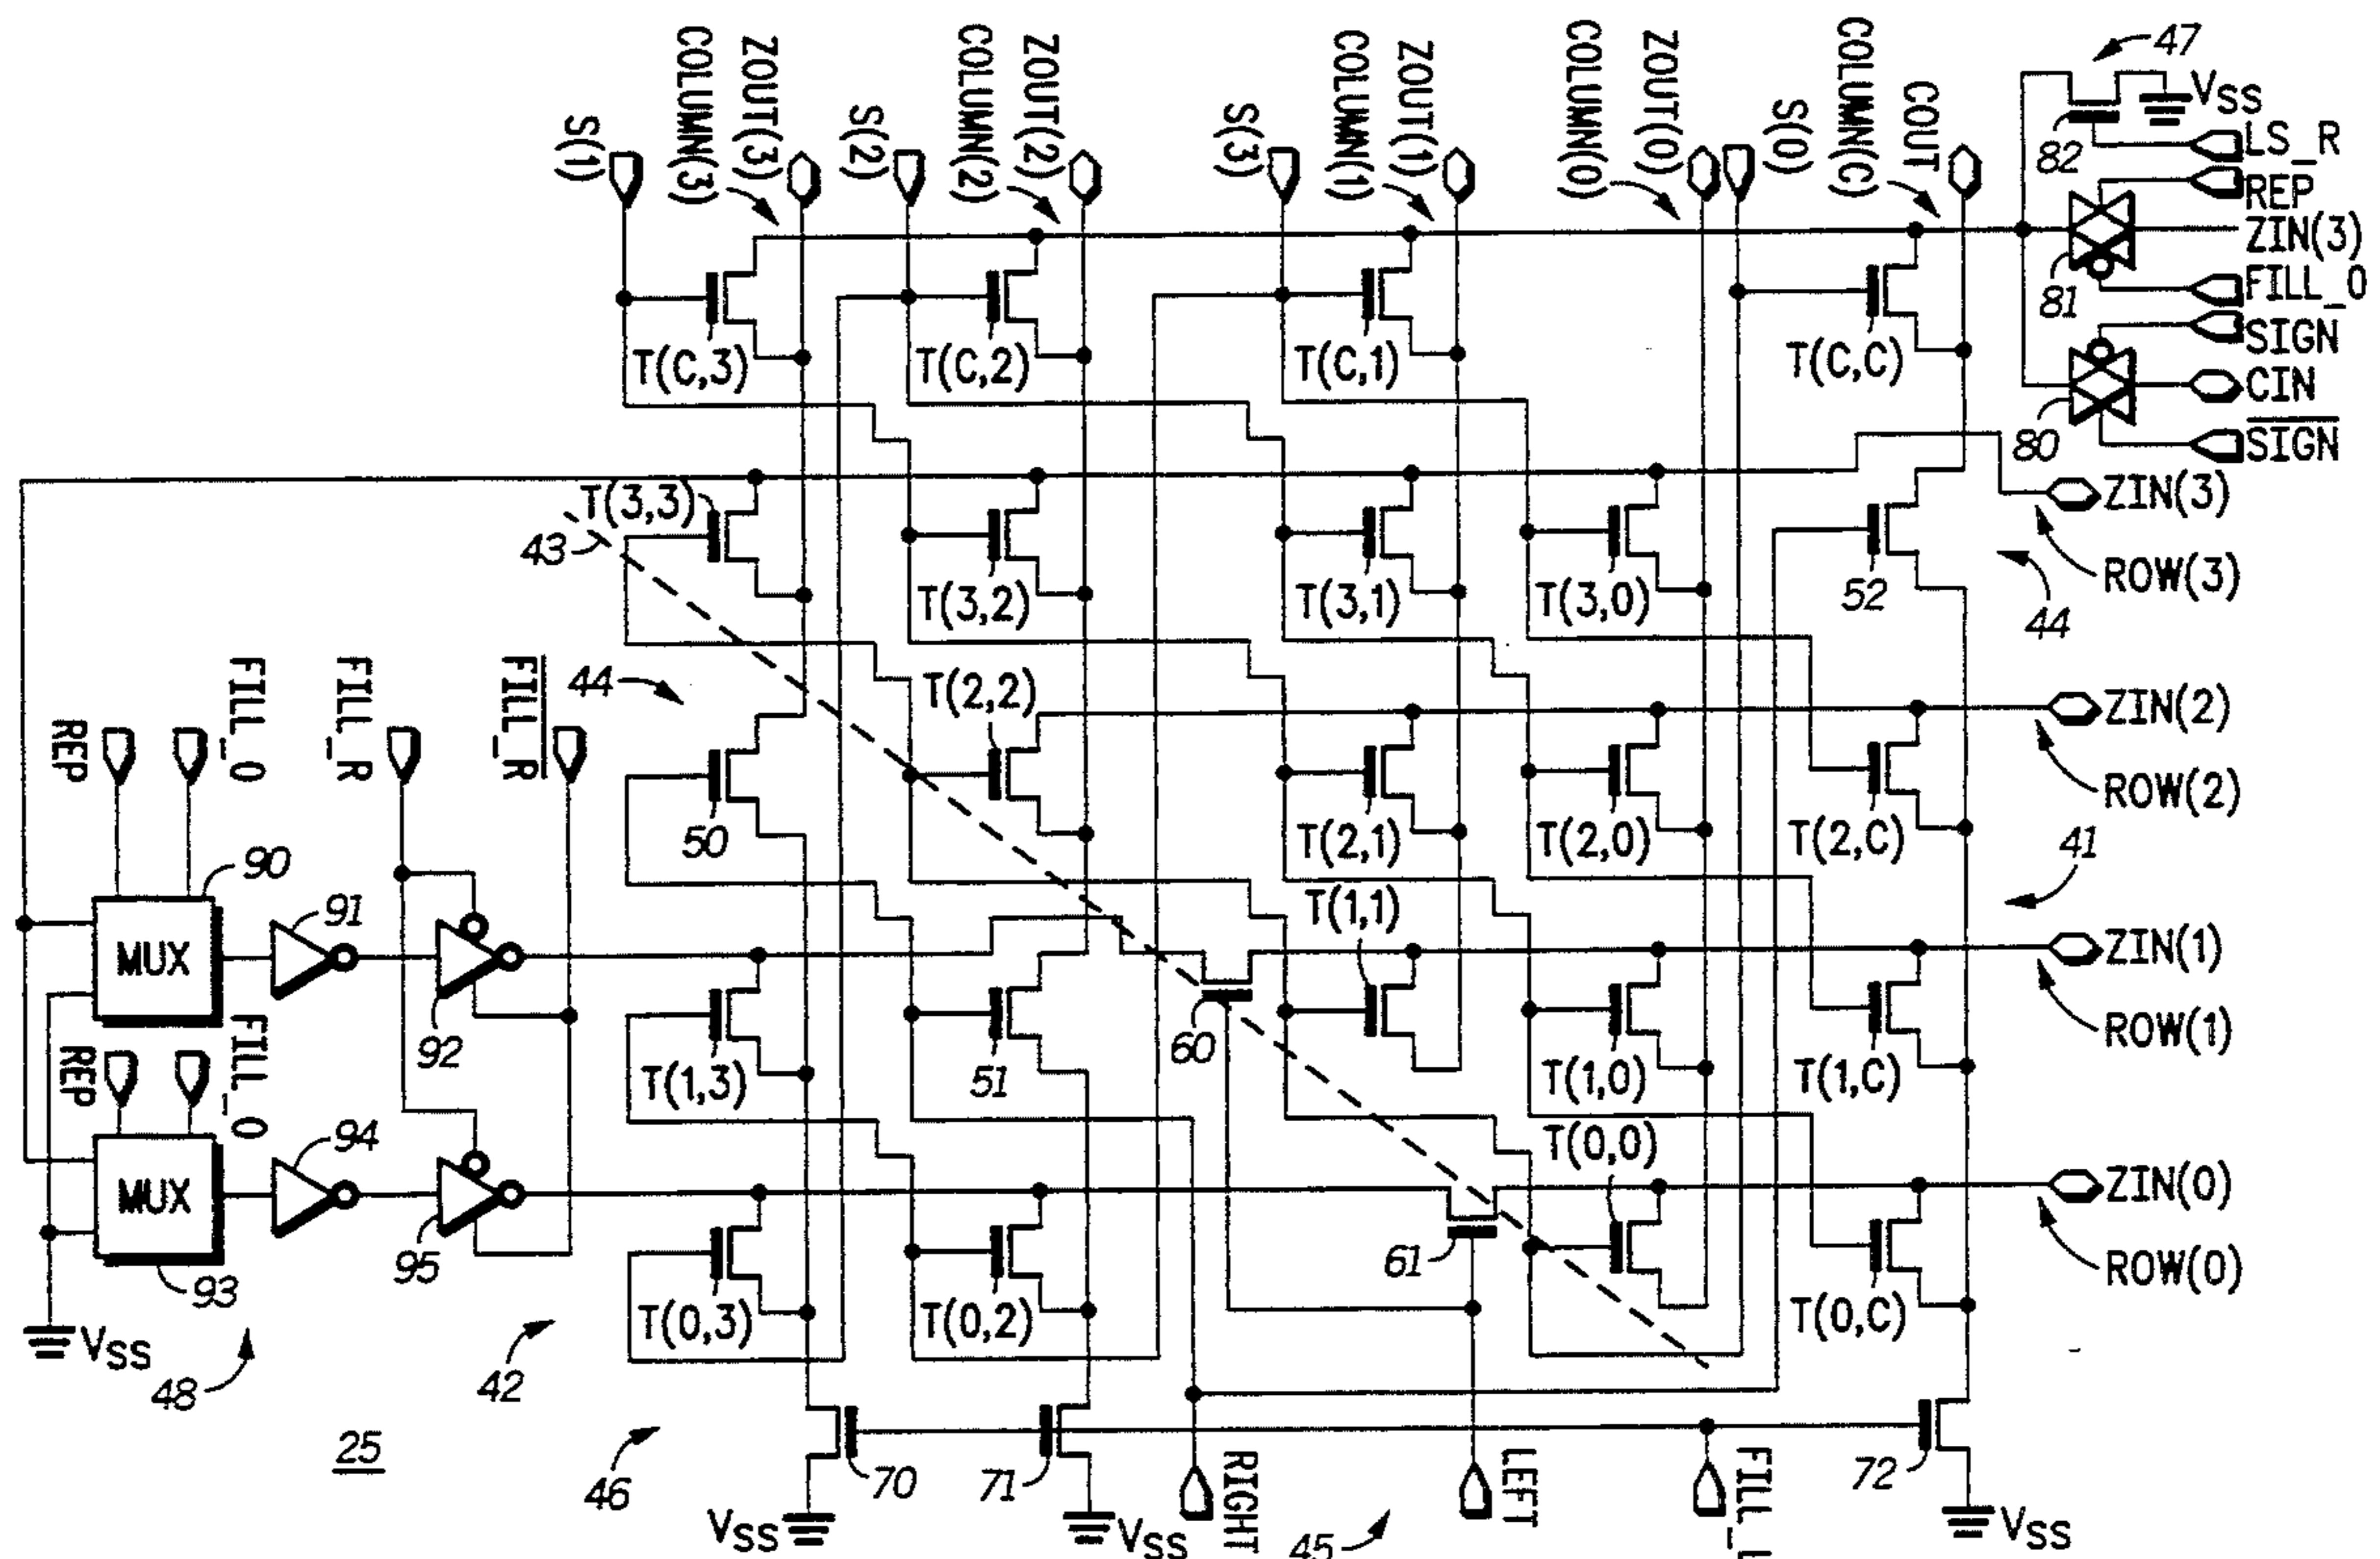 S(1)
COLUMN(3)
ZOUT(3)
S(2)
COLUMN(2)
ZOUT(2)
S(3)
COLUMN(1)
ZOUT(1)
COLUMN(0)
ZOUT(0)
S(0)
COLUMN(C)
COUT
47
VSS
82
LS_R
REP
ZIN(3)
81
FILL_0
SIGN
CIN
80
S̅I̅G̅N̅
T(C,3)
T(C,2)
T(C,1)
T(C,C)
T(3,3)
43
T(3,2)
T(3,1)
T(3,0)
52
ZIN(3)
ROW(3)
44
44
T(2,2)
50
T(2,1)
T(2,0)
T(2,C)
ZIN(2)
ROW(2)
41
REP
FILL_0
FILL_R
F̅I̅L̅L̅_̅R̅
90
MUX
91
92
T(1,3)
51
60
T(1,1)
T(1,0)
T(1,C)
ZIN(1)
ROW(1)
REP
FILL_0
MUX
93
94
95
T(0,3)
T(0,2)
61
T(0,0)
T(0,C)
ZIN(0)
ROW(0)
VSS
48
42
25
46
70
VSS
71
VSS
RIGHT
45
LEFT
72
VSS